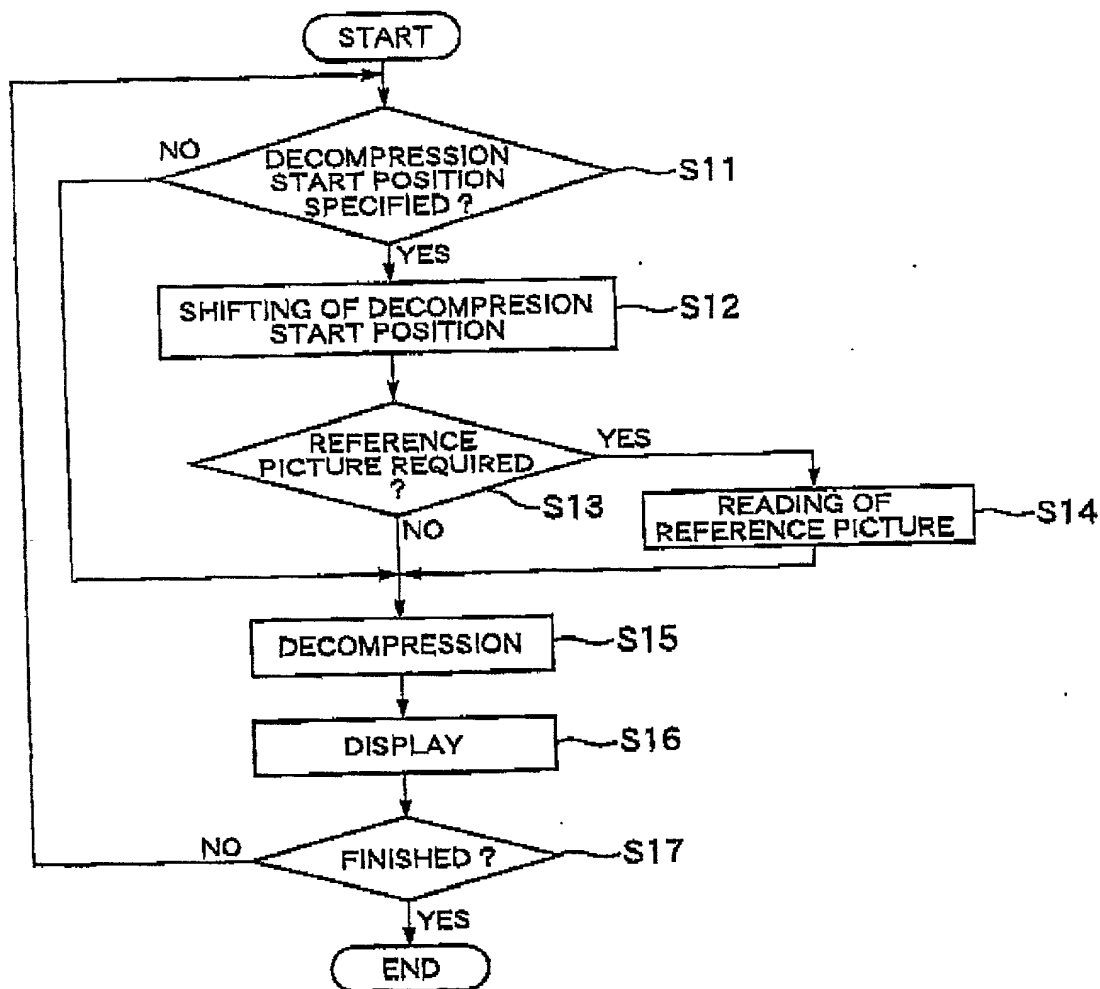 START
NO
DECOMPRESSION
START POSITION
SPECIFIED ?
S11
YES
SHIFTING OF DECOMPRESION
START POSITION
S12
REFERENCE
PICTURE REQUIRED
?
YES
S13
NO
READING OF
REFERENCE PICTURE
S14
DECOMPRESSION
S15
DISPLAY
S16
NO
FINISHED ?
S17
YES
END